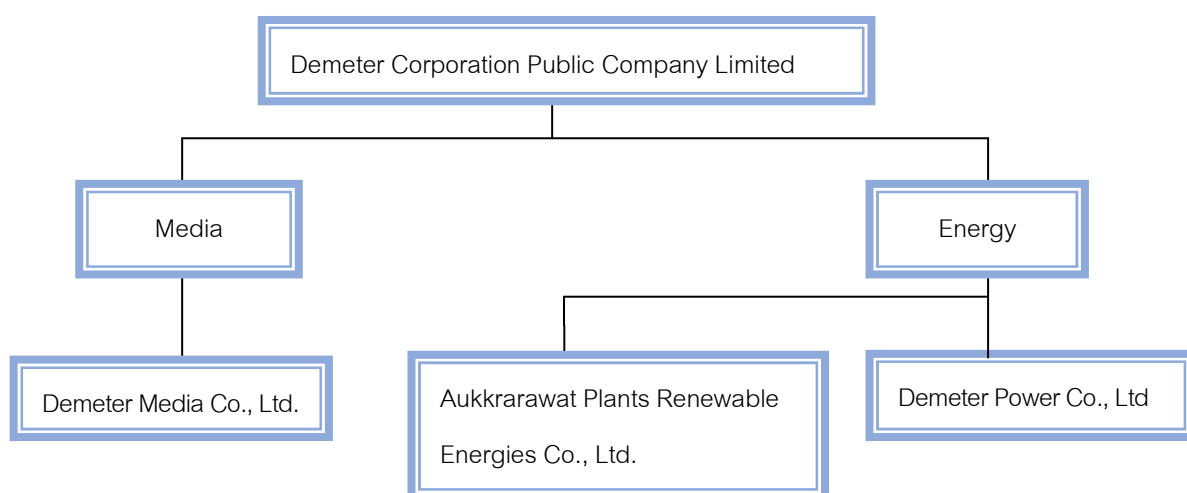 Demeter Corporation Public Company Limited
Media
Energy
Demeter Media Co., Ltd.
Aukkrarawat Plants Renewable
Energies Co., Ltd.
Demeter Power Co., Ltd